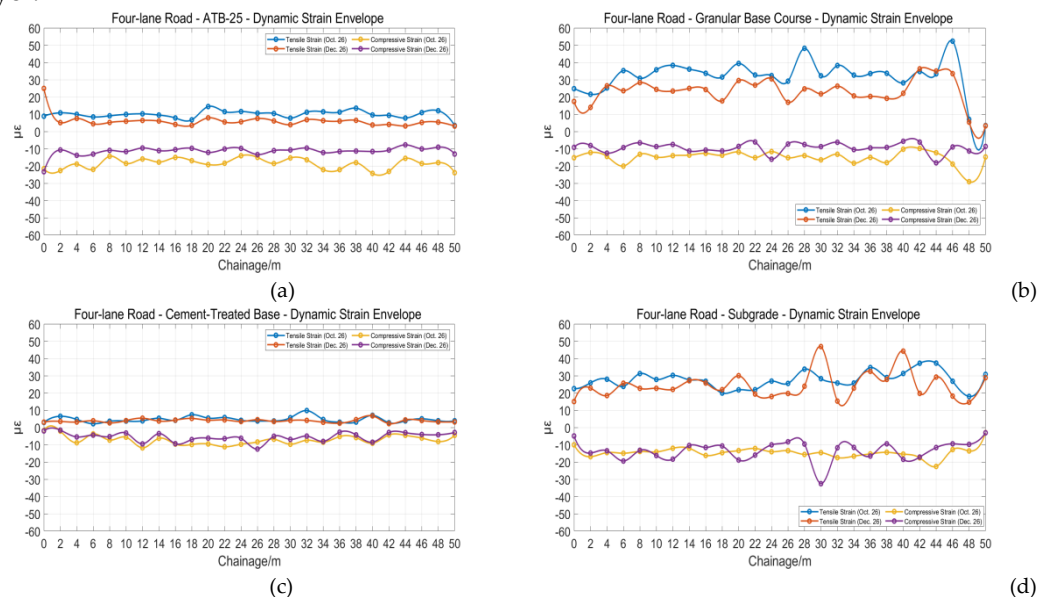 Four-lane Road - ATB-25 - Dynamic Strain Envelope
Tensile Strain (Oct. 26) Compressive Strain (Oct. 26)
Tensile Strain (Dec. 26) Compressive Strain (Dec. 26)
60
50
40
30
20
10
0
-10
-20
-30
-40
-50
-60
με
0 2 4 6 8 10 12 14 16 18 20 22 24 26 28 30 32 34 36 38 40 42 44 46 48 50
Chainage/m
(a)
Four-lane Road - Granular Base Course - Dynamic Strain Envelope
60
50
40
30
20
10
0
-10
-20
-30
-40
-50
-60
με
Tensile Strain (Oct. 26) Compressive Strain (Oct. 26)
Tensile Strain (Dec. 26) Compressive Strain (Dec. 26)
0 2 4 6 8 10 12 14 16 18 20 22 24 26 28 30 32 34 36 38 40 42 44 46 48 50
Chainage/m
(b)
Four-lane Road - Cement-Treated Base - Dynamic Strain Envelope
Tensile Strain (Oct. 26) Compressive Strain (Oct. 26)
Tensile Strain (Dec. 26) Compressive Strain (Dec. 26)
60
50
40
30
20
10
0
-10
-20
-30
-40
-50
-60
με
0 2 4 6 8 10 12 14 16 18 20 22 24 26 28 30 32 34 36 38 40 42 44 46 48 50
Chainage/m
(c)
Four-lane Road - Subgrade - Dynamic Strain Envelope
60
50
40
30
20
10
0
-10
-20
-30
-40
-50
-60
με
Tensile Strain (Oct. 26) Compressive Strain (Oct. 26)
Tensile Strain (Dec. 26) Compressive Strain (Dec. 26)
0 2 4 6 8 10 12 14 16 18 20 22 24 26 28 30 32 34 36 38 40 42 44 46 48 50
Chainage/m
(d)